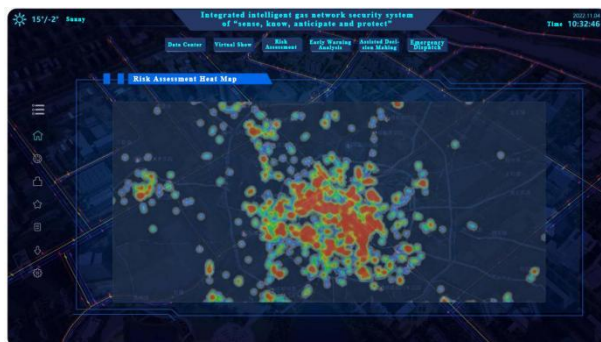 15°/-2° Sunny
Integrated intelligent gas network security system
of "sense, know, anticipate and protect"
2022.11.04
Time 10:32:46
Data Center
Virtual Show
Risk
Assessment
Early Warning
Analysis
Assisted Deci-
sion Making
Emergency
Dispatch
Risk Assessment Heat Map